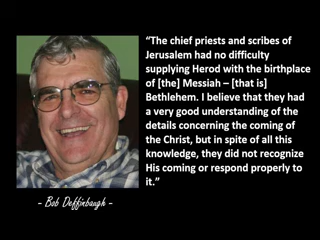 “The chief priests and scribes of
Jerusalem had no difficulty
supplying Herod with the birthplace
of [the] Messiah – [that is]
Bethlehem. I believe that they had
a very good understanding of the
details concerning the coming of
the Christ, but in spite of all this
knowledge, they did not recognize
His coming or respond properly to
it.”
- Bob Deffinbaugh -